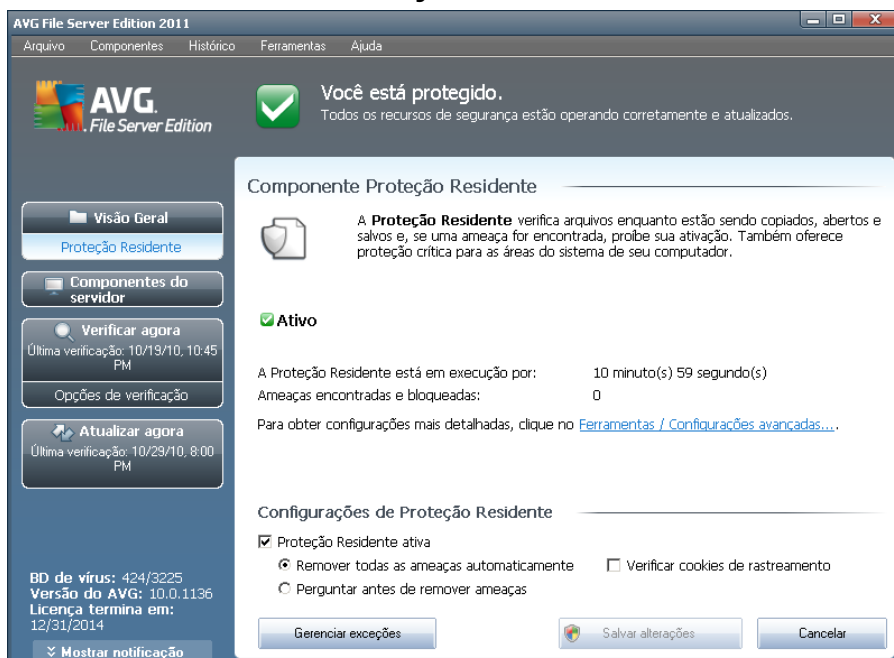 AVG File Server Edition 2011
Arquivo Componentes Histórico Ferramentas Ajuda
AVG.
File Server Edition
Você está protegido.
Todos os recursos de segurança estão operando corretamente e atualizados.
Visão Geral
Proteção Residente
Componentes do
servidor
Verificar agora
Última verificação: 10/19/10, 10:45
PM
Opções de verificação
Atualizar agora
Última verificação: 10/29/10, 8:00
PM
BD de vírus: 424/3225
Versão do AVG: 10.0.1136
Licença termina em:
12/31/2014
Mostrar notificação
Componente Proteção Residente
A Proteção Residente verifica arquivos enquanto estão sendo copiados, abertos e
salvos e, se uma ameaça for encontrada, proíbe sua ativação. Também oferece
proteção crítica para as áreas do sistema de seu computador.
Ativo
A Proteção Residente está em execução por: 10 minuto(s) 59 segundo(s)
Ameaças encontradas e bloqueadas: 0
Para obter configurações mais detalhadas, clique no Ferramentas / Configurações avançadas....
Configurações de Proteção Residente
Proteção Residente ativa
Remover todas as ameaças automaticamente Verificar cookies de rastreamento
Perguntar antes de remover ameaças
Gerenciar exceções Salvar alterações Cancelar